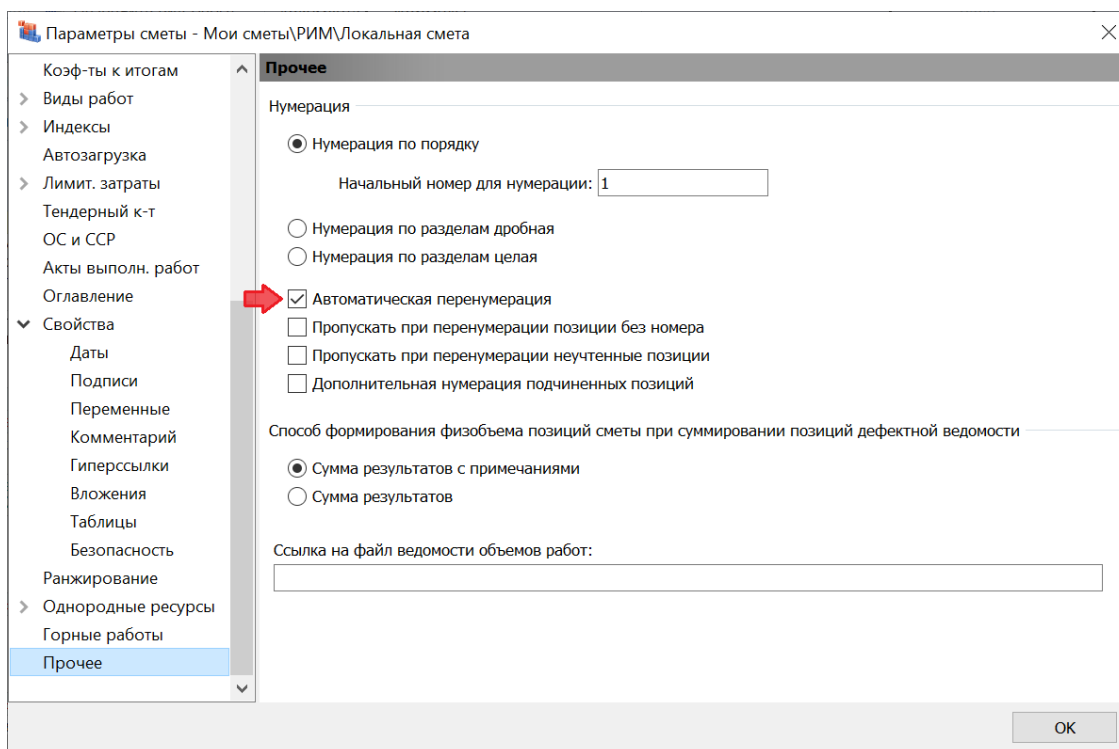 Параметры сметы - Мои сметы\РИМ\Локальная смета
Коэф-ты к итогам
Виды работ
Индексы
Автозагрузка
Лимит. затраты
Тендерный к-т
ОС и ССР
Акты выполн. работ
Оглавление
Свойства
Даты
Подписи
Переменные
Комментарий
Гиперссылки
Вложения
Таблицы
Безопасность
Ранжирование
Однородные ресурсы
Горные работы
Прочее
Прочее
Нумерация
Нумерация по порядку
Начальный номер для нумерации: 1
Нумерация по разделам дробная
Нумерация по разделам целая
Автоматическая перенумерация
Пропускать при перенумерации позиции без номера
Пропускать при перенумерации неучтенные позиции
Дополнительная нумерация подчиненных позиций
Способ формирования физобъема позиций сметы при суммировании позиций дефектной ведомости
Сумма результатов с примечаниями
Сумма результатов
Ссылка на файл ведомости объемов работ:
OK